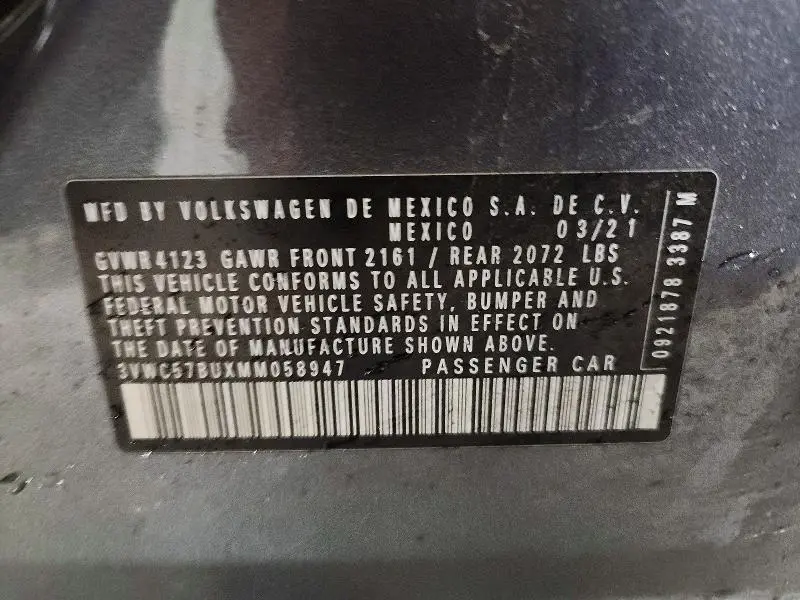 MFD BY VOLKSWAGEN DE MEXICO S.A. DE C.V.
MEXICO 03/21
GVWR 4123 GAWR FRONT 2161 / REAR 2072 LBS
THIS VEHICLE CONFORMS TO ALL APPLICABLE U.S.
FEDERAL MOTOR VEHICLE SAFETY, BUMPER AND
THEFT PREVENTION STANDARDS IN EFFECT ON
THE DATE OF MANUFACTURE SHOWN ABOVE.
3VWC57BUXMM058947 PASSENGER CAR
0921878 3387 M